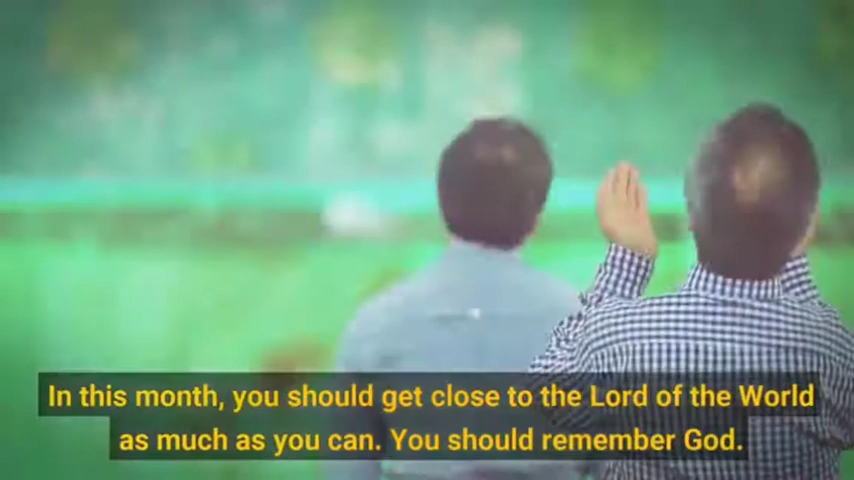 In this month, you should get close to the Lord of the World
as much as you can. You should remember God.